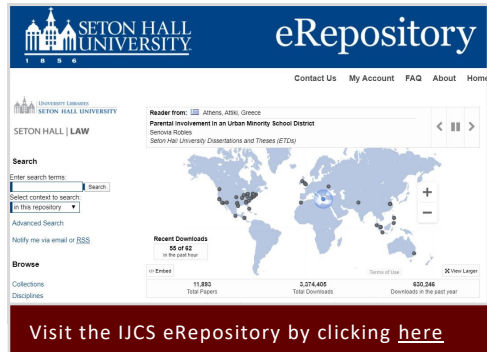 SETON HALL
UNIVERSITY
1 8 5 6
eRepository
Contact Us My Account FAQ About Home
UNIVERSITY LIBRARIES
SETON HALL UNIVERSITY
SETON HALL | LAW
Search
Enter search terms:
Search
Select context to search:
in this repository
Advanced Search
Notify me via email or RSS
Browse
Collections
Disciplines
Reader from: Athens, Attiki, Greece
Parental Involvement in an Urban Minority School District
Senovia Robles
Seton Hall University Dissertations and Theses (ETDs)
+
−
Recent Downloads
55 of 62
in the past hour
</> Embed
Terms of Use
View Larger
11,893
Total Papers
3,374,405
Total Downloads
630,246
Downloads in the past year
Visit the IJCS eRepository by clicking here